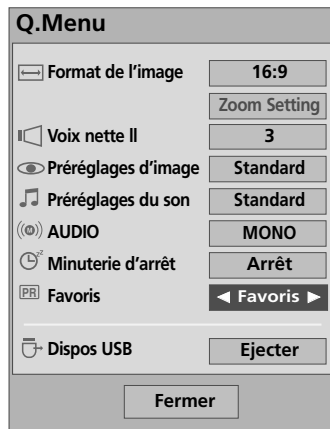 Q.Menu
Format de l'image 16:9
Zoom Setting
Voix nette ll 3
Préréglages d'image Standard
Préréglages du son Standard
AUDIO MONO
Minuterie d'arrêt Arrêt
PR Favoris ◄ Favoris ►
Dispos USB Ejecter
Fermer